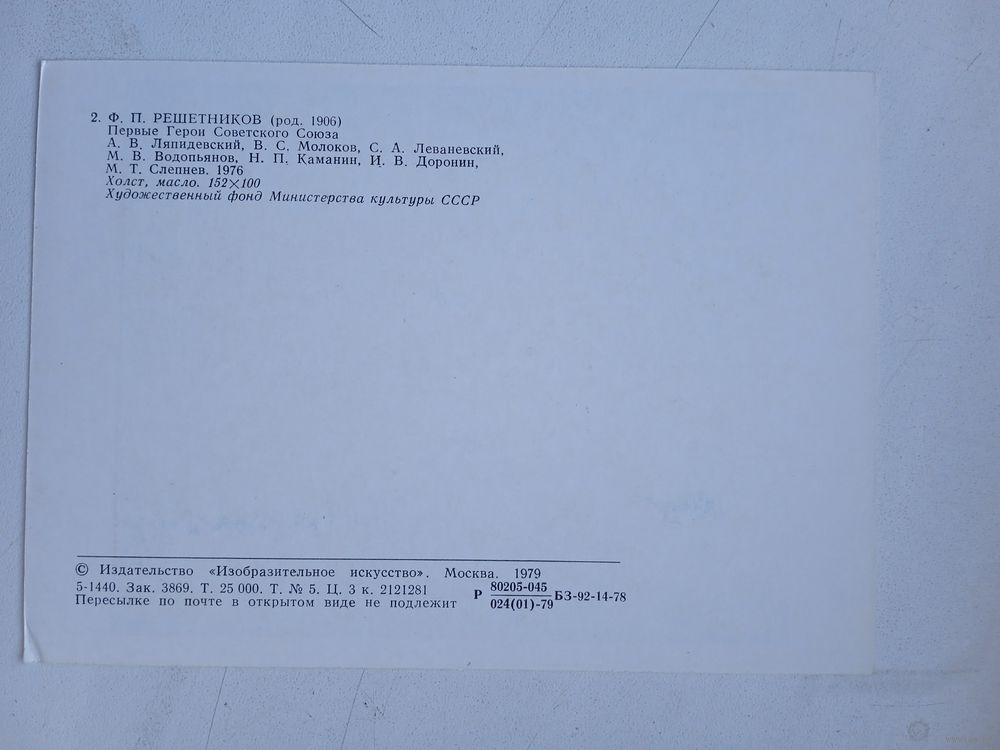 2. Ф. П. РЕШЕТНИКОВ (род. 1906)
Первые Герои Советского Союза
А. В. Ляпидевский, В. С. Молоков, С. А. Леваневский,
М. В. Водопьянов, Н. П. Каманин, И. В. Доронин,
М. Т. Слепнев. 1976
Холст, масло. 152×100
Художественный фонд Министерства культуры СССР
© Издательство «Изобразительное искусство». Москва. 1979
5-1440. Зак. 3869. Т. 25 000. Т. № 5. Ц. 3 к. 2121281
Пересылке по почте в открытом виде не подлежит
Р 80205-045
024(01)-79 БЗ-92-14-78